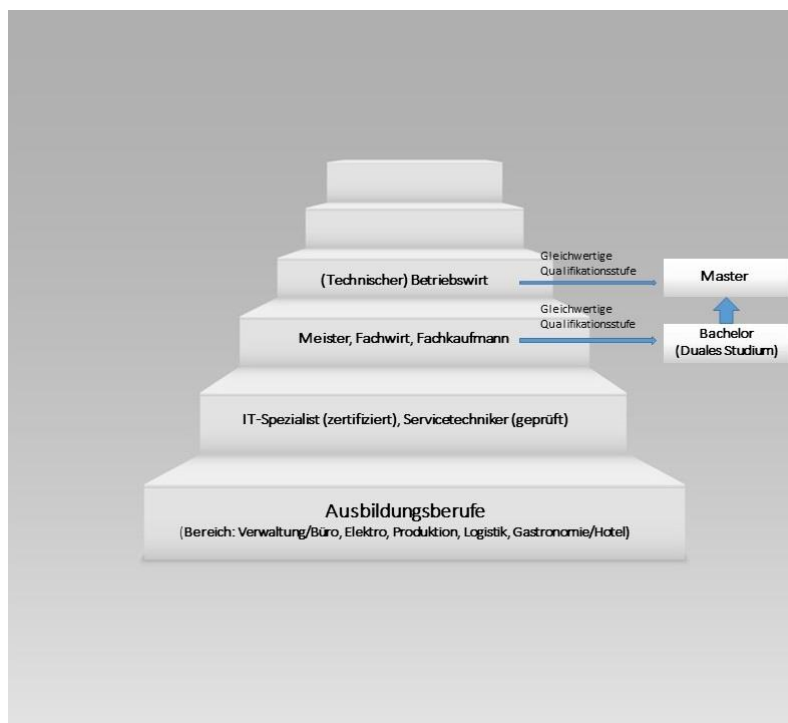 Gleichwertige
Qualifikationsstufe
(Technischer) Betriebswirt
Master
Gleichwertige
Qualifikationsstufe
Meister, Fachwirt, Fachkaufmann
Bachelor
(Duales Studium)
IT-Spezialist (zertifiziert), Servicetechniker (geprüft)
Ausbildungsberufe
(Bereich: Verwaltung/Büro, Elektro, Produktion, Logistik, Gastronomie/Hotel)